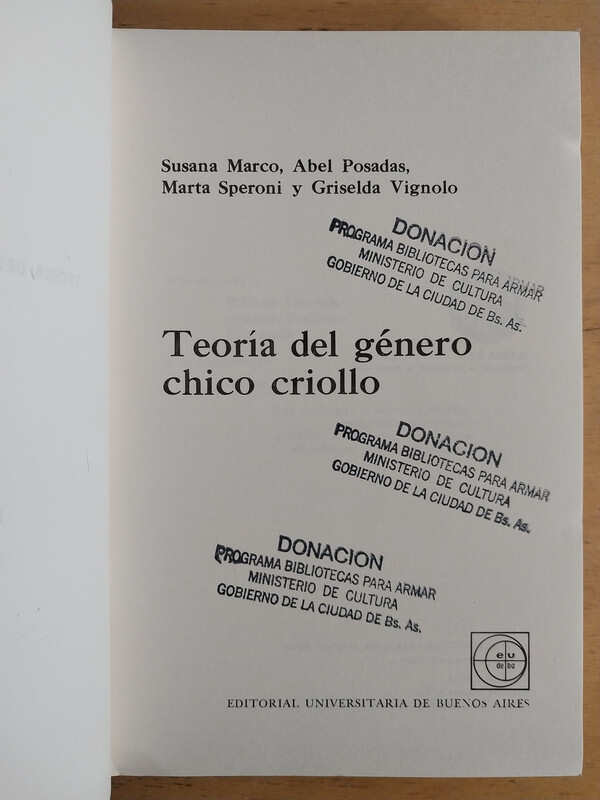 Susana Marco, Abel Posadas,
Marta Speroni y Griselda Vignolo
DONACION
PROGRAMA BIBLIOTECAS PARA ARMAR
MINISTERIO DE CULTURA
GOBIERNO DE LA CIUDAD DE Bs. As.
Teoría del género
chico criollo
DONACION
PROGRAMA BIBLIOTECAS PARA ARMAR
MINISTERIO DE CULTURA
GOBIERNO DE LA CIUDAD DE Bs. As.
DONACION
PROGRAMA BIBLIOTECAS PARA ARMAR
MINISTERIO DE CULTURA
GOBIERNO DE LA CIUDAD DE Bs. As.
eu
deba
EDITORIAL UNIVERSITARIA DE BUENOS AIRES